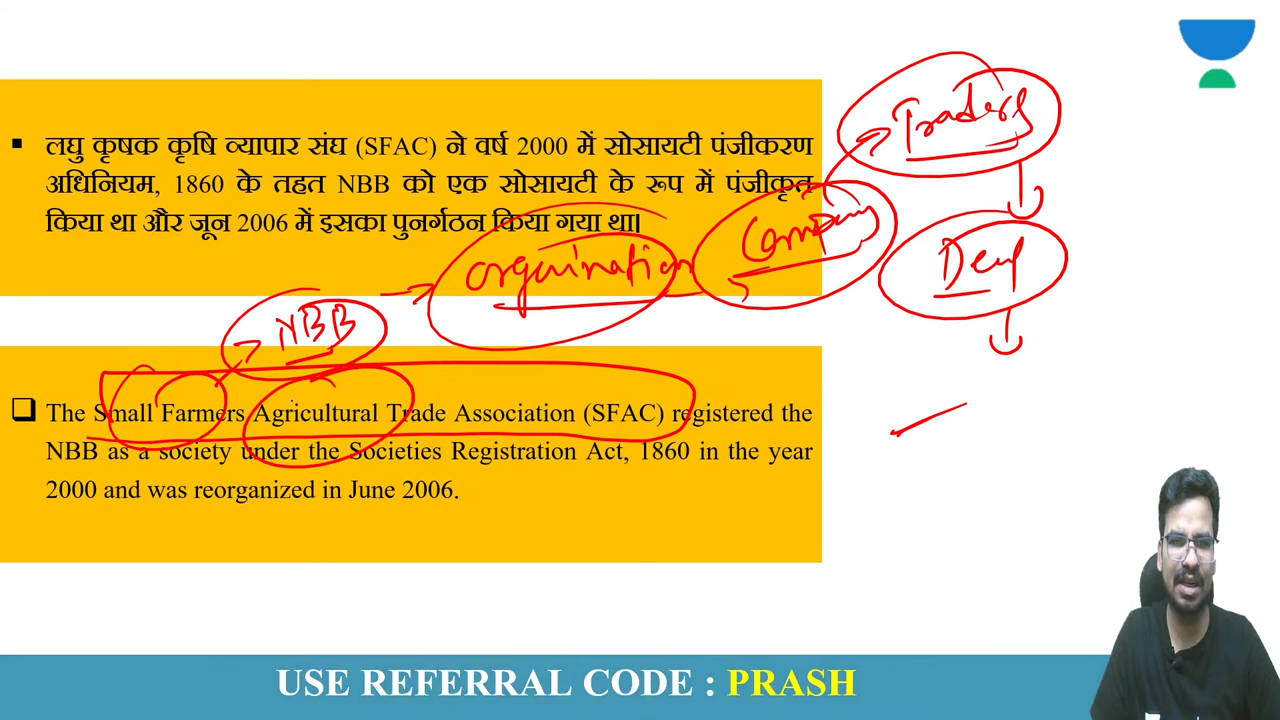 ▪ लघु कृषक कृषि व्यापार संघ (SFAC) ने वर्ष 2000 में सोसायटी पंजीकरण
अधिनियम, 1860 के तहत NBB को एक सोसायटी के रूप में पंजीकृत
किया था और जून 2006 में इसका पुनर्गठन किया गया था।
Traders
Company
orgaination
NBB
❑ The Small Farmers Agricultural Trade Association (SFAC) registered the
NBB as a society under the Societies Registration Act, 1860 in the year
2000 and was reorganized in June 2006.
USE REFERRAL CODE : PRASH